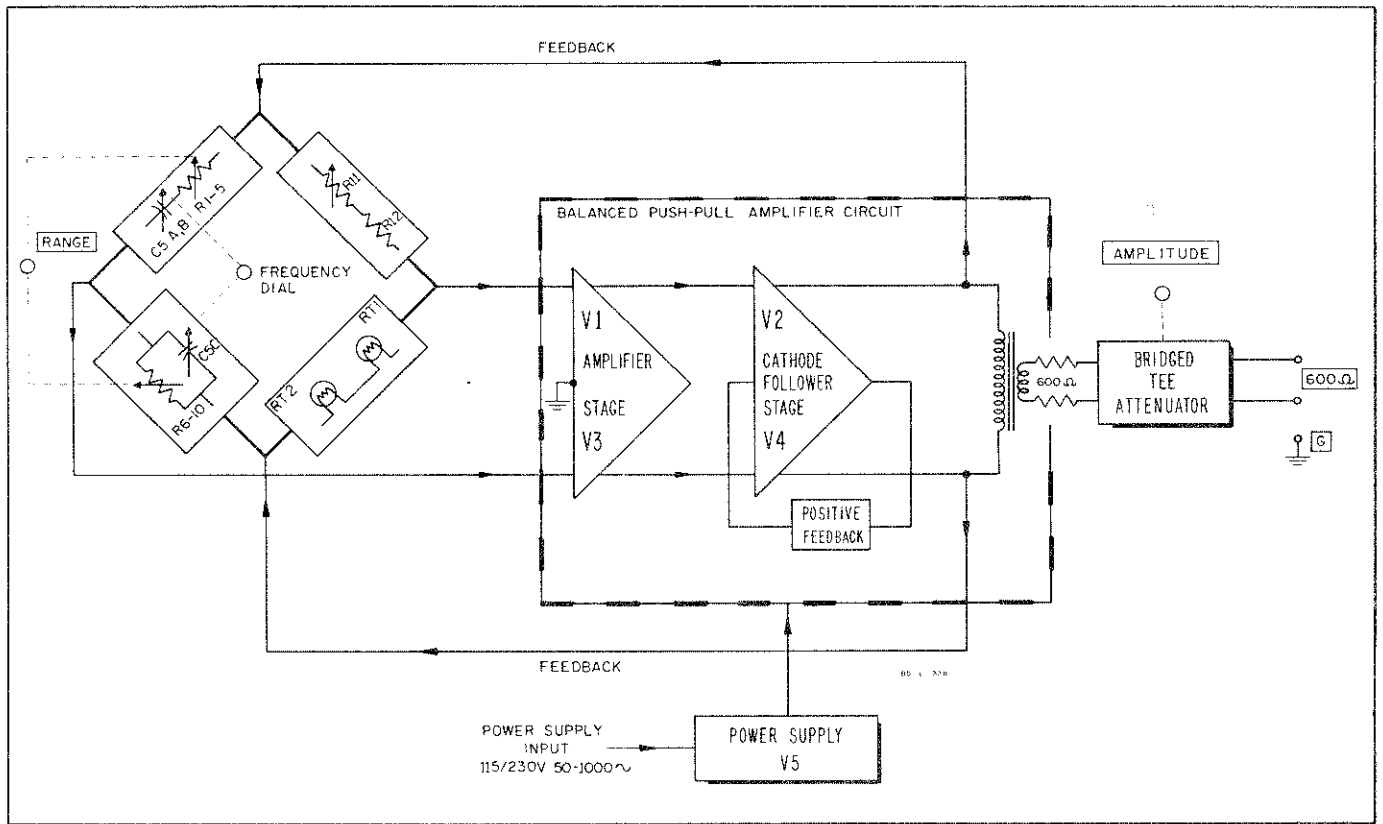 FEEDBACK
C5 A,B R1-5
R11
R12
RANGE
FREQUENCY
DIAL
C5C
R6-10
RT1
RT2
BALANCED PUSH-PULL AMPLIFIER CIRCUIT
V1
AMPLIFIER
STAGE
V3
V2
CATHODE
FOLLOWER
STAGE
V4
POSITIVE
FEEDBACK
AMPLITUDE
600Ω
BRIDGED
TEE
ATTENUATOR
600Ω
G
FEEDBACK
POWER SUPPLY
INPUT
115/230V 50-1000∿
POWER SUPPLY
V5